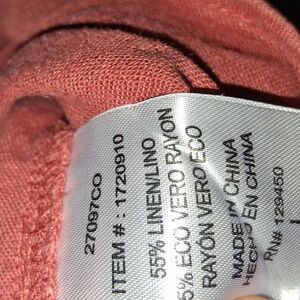 27097CO
ITEM # : 1720910
55% LINEN/LINO
5% ECO VERO RAYON
RAYÓN VERO ECO
MADE IN CHINA
HECHO EN CHINA
RN# 129450